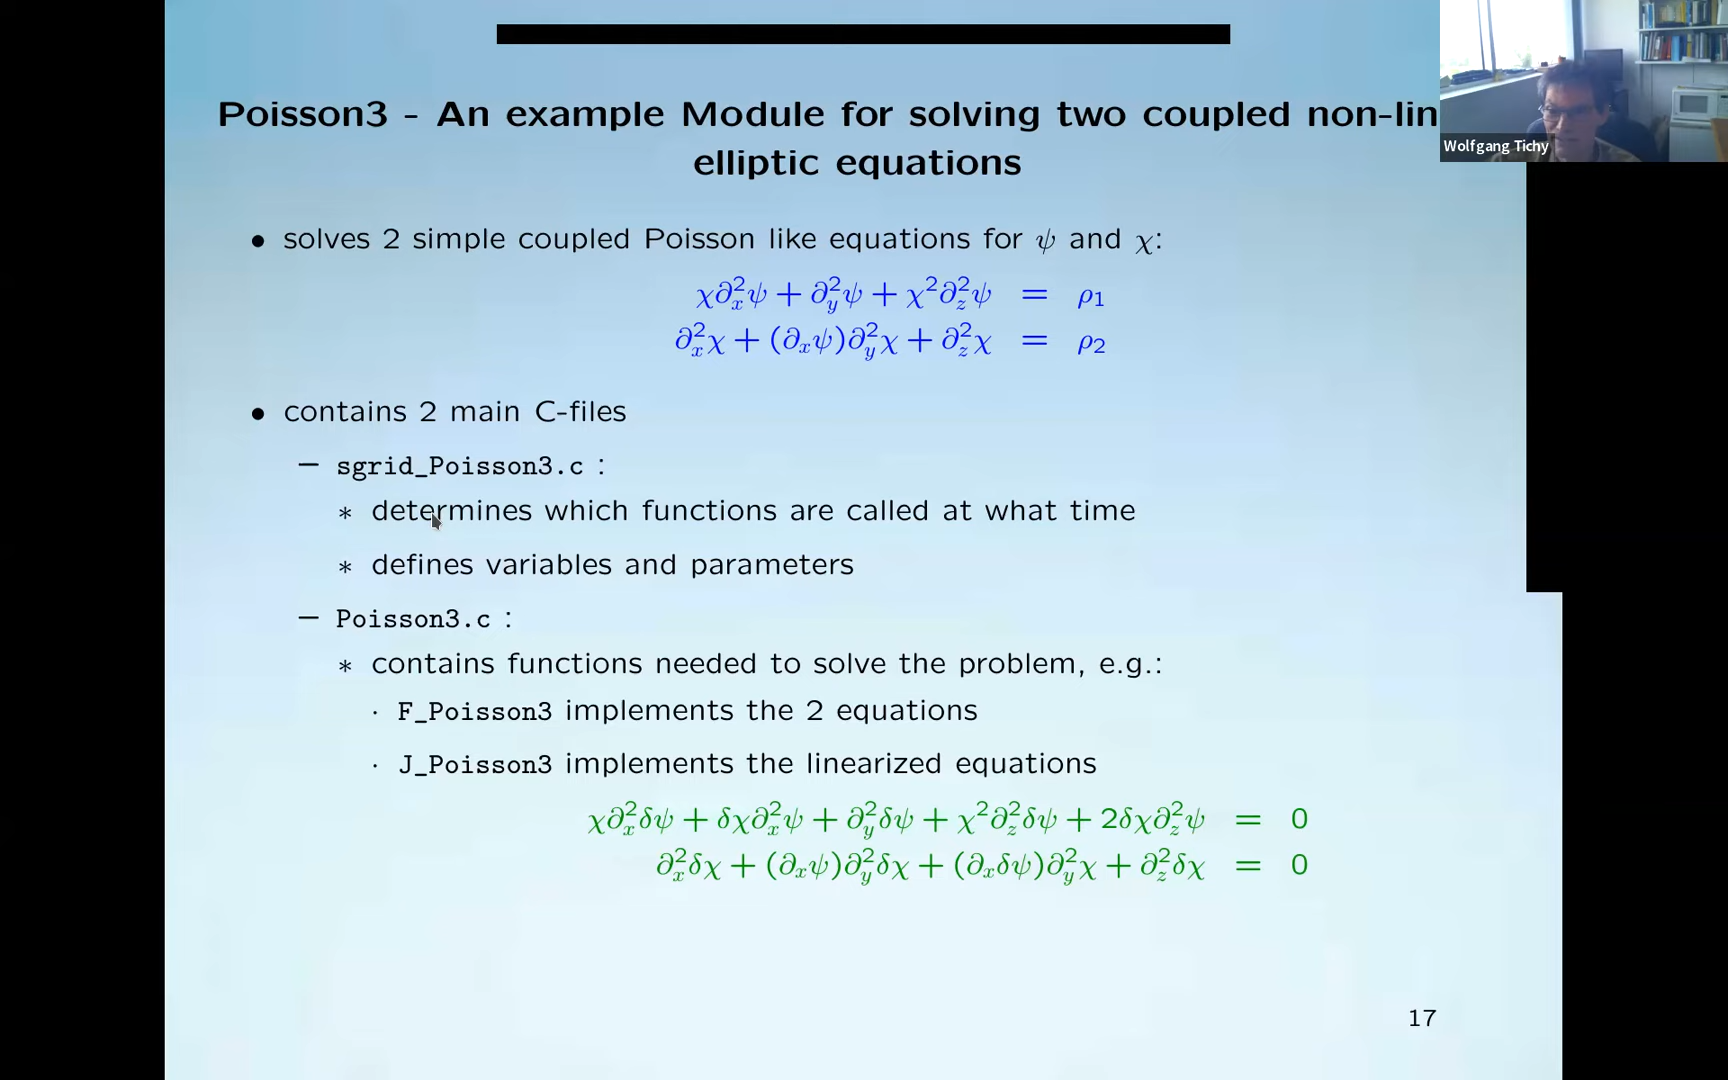 Poisson3 - An example Module for solving two coupled non-lin
elliptic equations
Wolfgang Tichy
• solves 2 simple coupled Poisson like equations for ψ and χ:
χ∂²ₓψ + ∂²_yψ + χ²∂²_zψ = ρ₁
∂²ₓχ + (∂ₓψ)∂²_yχ + ∂²_zχ = ρ₂
• contains 2 main C-files
– sgrid_Poisson3.c :
∗ determines which functions are called at what time
∗ defines variables and parameters
– Poisson3.c :
∗ contains functions needed to solve the problem, e.g.:
· F_Poisson3 implements the 2 equations
· J_Poisson3 implements the linearized equations
χ∂²ₓδψ + δχ∂²ₓψ + ∂²_yδψ + χ²∂²_zδψ + 2δχ∂²_zψ = 0
∂²ₓδχ + (∂ₓψ)∂²_yδχ + (∂ₓδψ)∂²_yχ + ∂²_zδχ = 0
17